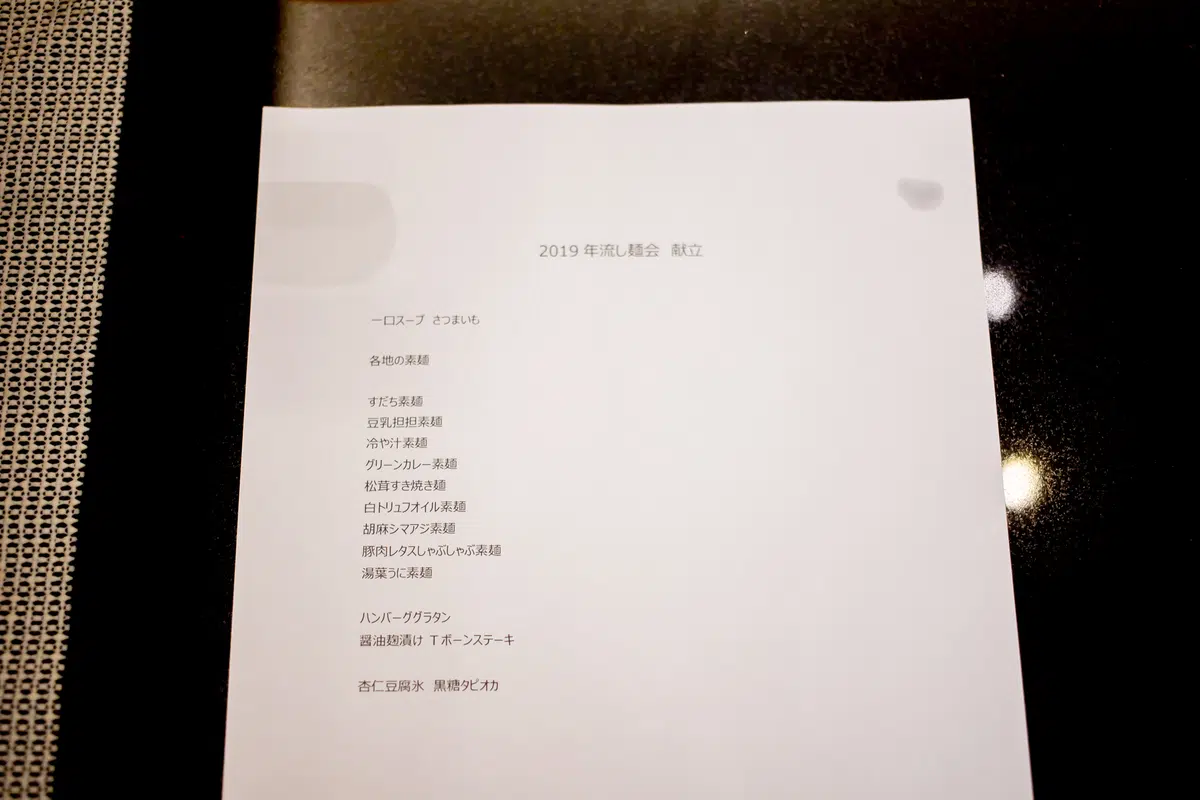 2019 年流し麺会　献立
一口スープ　さつまいも
各地の素麺
すだち素麺
豆乳担担素麺
冷や汁素麺
グリーンカレー素麺
松茸すき焼き麺
白トリュフオイル素麺
胡麻シマアジ素麺
豚肉レタスしゃぶしゃぶ素麺
湯葉うに素麺
ハンバーググラタン
醤油麹漬け Tボーンステーキ
杏仁豆腐氷　黒糖タピオカ